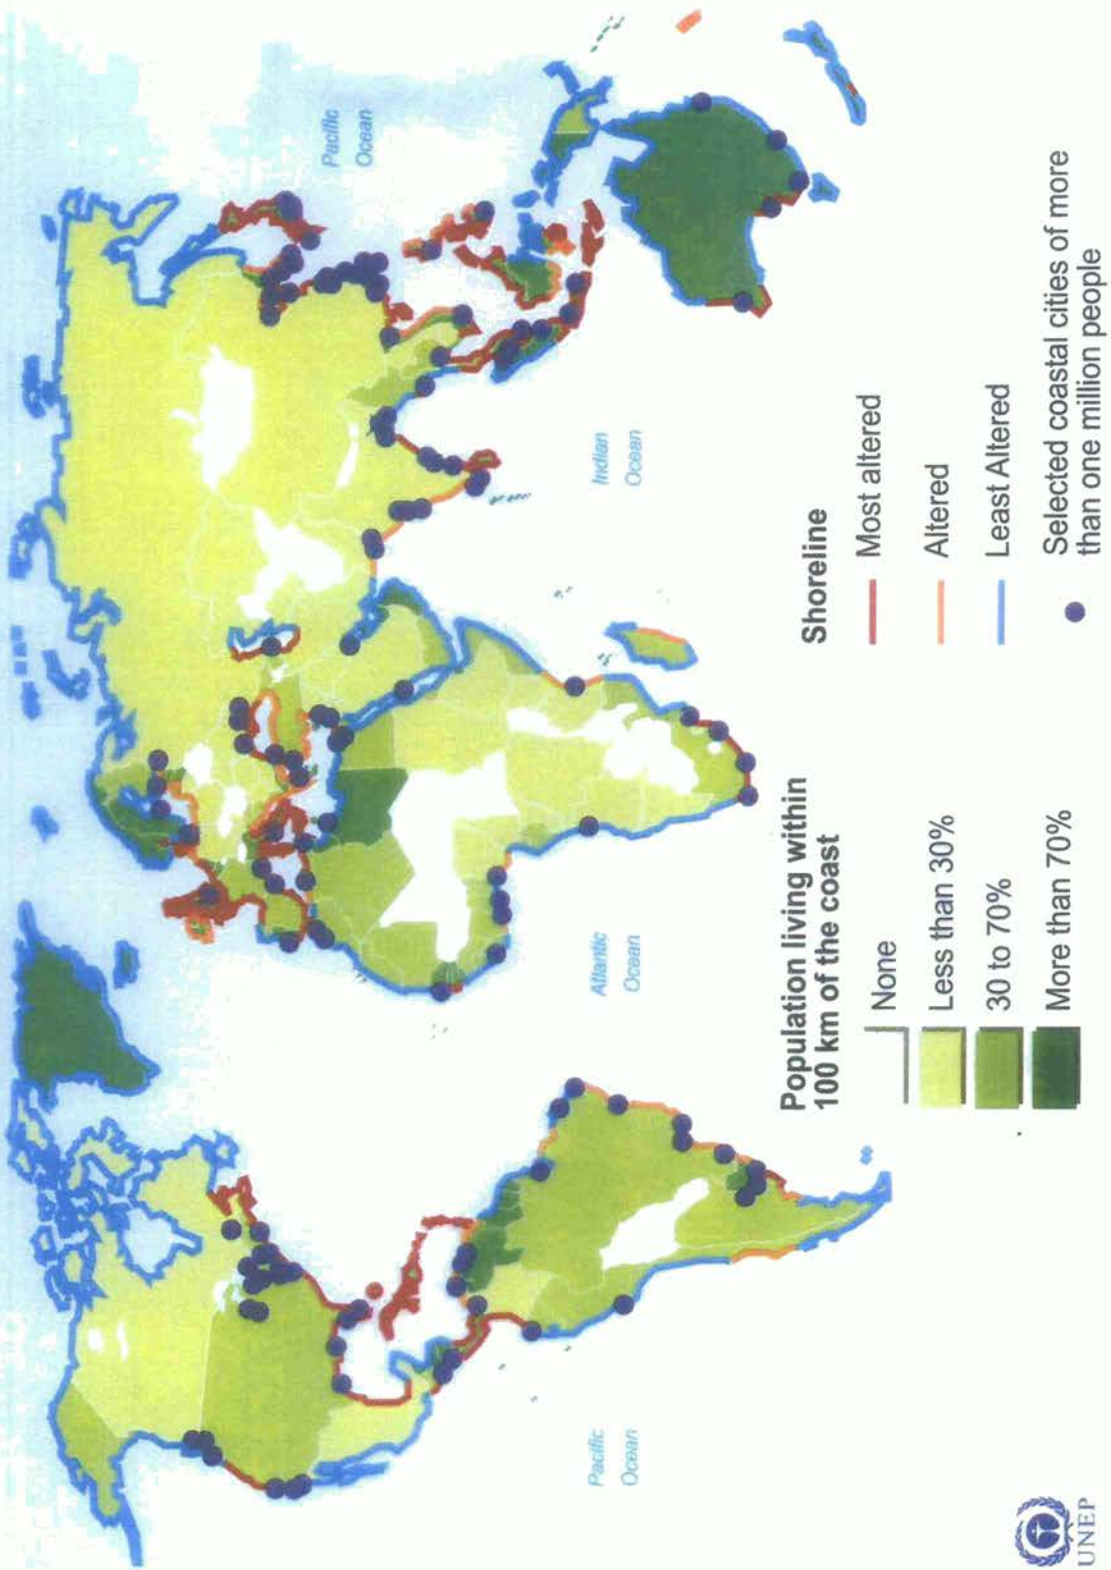 Pacific
Ocean
Atlantic
Ocean
Indian
Ocean
Pacific
Ocean
Population living within
100 km of the coast
None
Less than 30%
30 to 70%
More than 70%
Shoreline
Most altered
Altered
Least Altered
Selected coastal cities of more
than one million people
UNEP